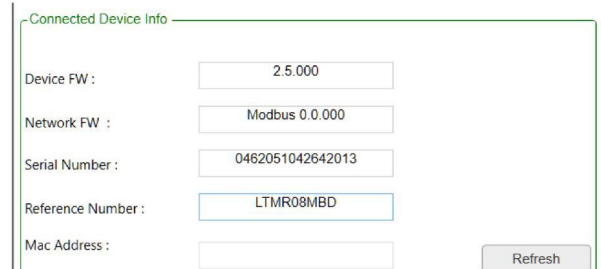 Connected Device Info
Device FW : 2.5.000
Network FW : Modbus 0.0.000
Serial Number : 0462051042642013
Reference Number : LTMR08MBD
Mac Address :
Refresh